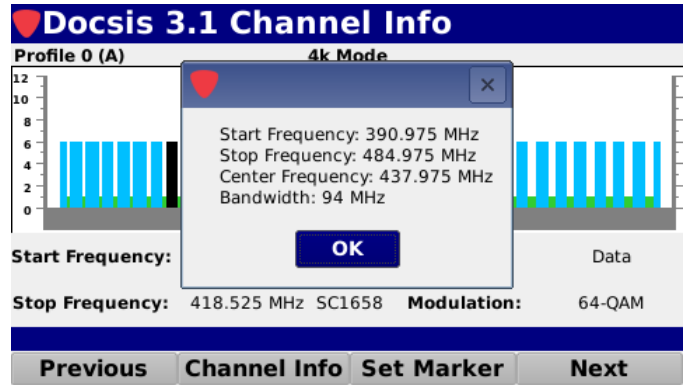 Docsis 3.1 Channel Info
Profile 0 (A) 4k Mode
12
10
8
6
4
2
0
×
Start Frequency: 390.975 MHz
Stop Frequency: 484.975 MHz
Center Frequency: 437.975 MHz
Bandwidth: 94 MHz
OK
Start Frequency: Data
Stop Frequency: 418.525 MHz SC1658 Modulation: 64-QAM
Previous Channel Info Set Marker Next